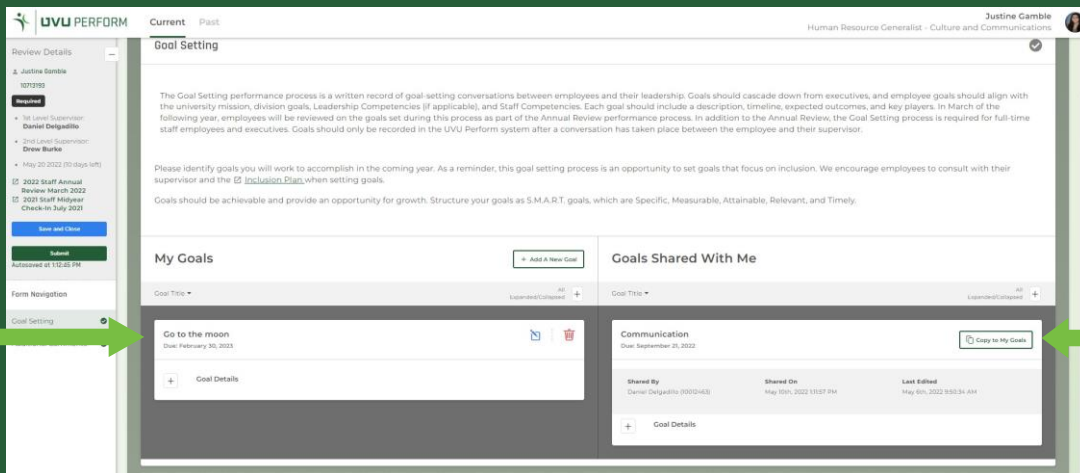 UVU PERFORM
Current Past
Justine Gamble
Human Resource Generalist - Culture and Communications
Review Details
Justine Gamble
10713193
Required
1st Level Supervisor:
Daniel Delgadillo
2nd Level Supervisor:
Drew Burke
May 20 2022 (10 days left)
2022 Staff Annual
Review March 2022
2021 Staff Midyear
Check-In July 2021
Save and Close
Submit
Autosaved at 1:12:45 PM
Form Navigation
Goal Setting
Goal Setting
The Goal Setting performance process is a written record of goal-setting conversations between employees and their leadership. Goals should cascade down from executives, and employee goals should align with
the university mission, division goals, Leadership Competencies (if applicable), and Staff Competencies. Each goal should include a description, timeline, expected outcomes, and key players. In March of the
following year, employees will be reviewed on the goals set during this process as part of the Annual Review performance process. In addition to the Annual Review, the Goal Setting process is required for full-time
staff employees and executives. Goals should only be recorded in the UVU Perform system after a conversation has taken place between the employee and their supervisor.
Please identify goals you will work to accomplish in the coming year. As a reminder, this goal setting process is an opportunity to set goals that focus on inclusion. We encourage employees to consult with their
supervisor and the Inclusion Plan when setting goals.
Goals should be achievable and provide an opportunity for growth. Structure your goals as S.M.A.R.T. goals, which are Specific, Measurable, Attainable, Relevant, and Timely.
My Goals
+ Add A New Goal
Goal Title
All
Expanded/Collapsed +
Go to the moon
Due: February 30, 2023
+ Goal Details
Goals Shared With Me
Goal Title
All
Expanded/Collapsed +
Communication
Due: September 21, 2022
Copy to My Goals
Shared By Shared On Last Edited
Daniel Delgadillo (10012463) May 10th, 2022 1:11:57 PM May 6th, 2022 9:50:34 AM
+ Goal Details